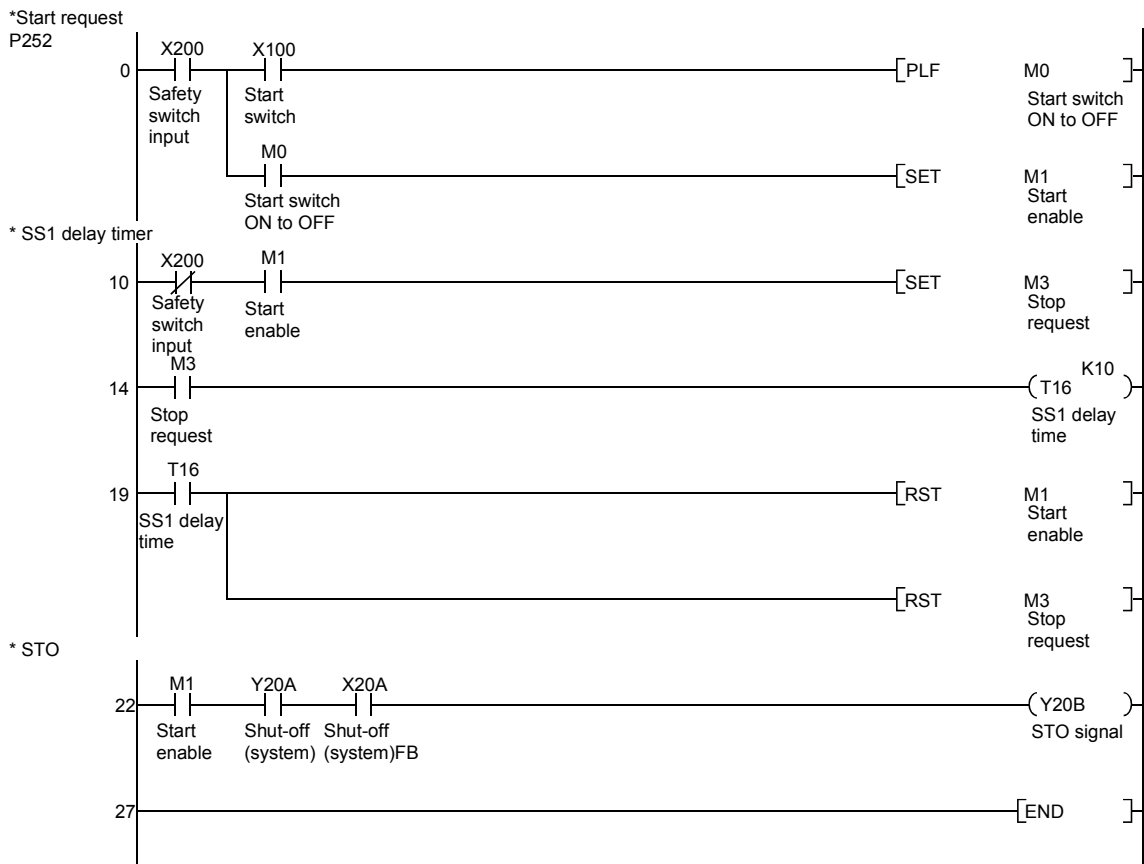 *Start request
P252
X200 X100
0 PLF M0
Safety switch input
Start switch
Start switch ON to OFF
M0
SET M1
Start switch ON to OFF
Start enable
* SS1 delay timer
X200 M1
10 SET M3
Safety switch input
Start enable
Stop request
M3
K10
14 T16
Stop request
SS1 delay time
T16
19 RST M1
SS1 delay time
Start enable
RST M3
Stop request
* STO
M1 Y20A X20A
22 Y20B
Start enable
Shut-off (system)
Shut-off (system)FB
STO signal
27 END